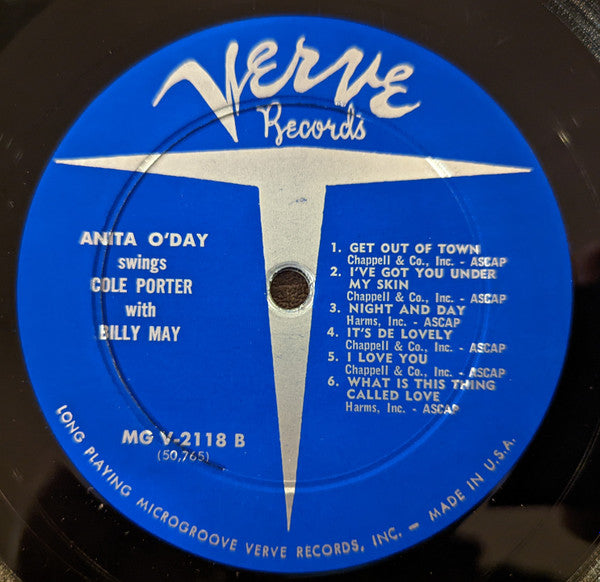 Verve
Records
ANITA O'DAY
swings
COLE PORTER
with
BILLY MAY
1. GET OUT OF TOWN
Chappell & Co., Inc. - ASCAP
2. I'VE GOT YOU UNDER
MY SKIN
Chappell & Co., Inc. - ASCAP
3. NIGHT AND DAY
Harms, Inc. - ASCAP
4. IT'S DE LOVELY
Chappell & Co., Inc. - ASCAP
5. I LOVE YOU
Chappell & Co., Inc. - ASCAP
6. WHAT IS THIS THING
CALLED LOVE
Harms, Inc. - ASCAP
MG V-2118 B
(50,765)
LONG PLAYING MICROGROOVE VERVE RECORDS, INC. – MADE IN U.S.A.